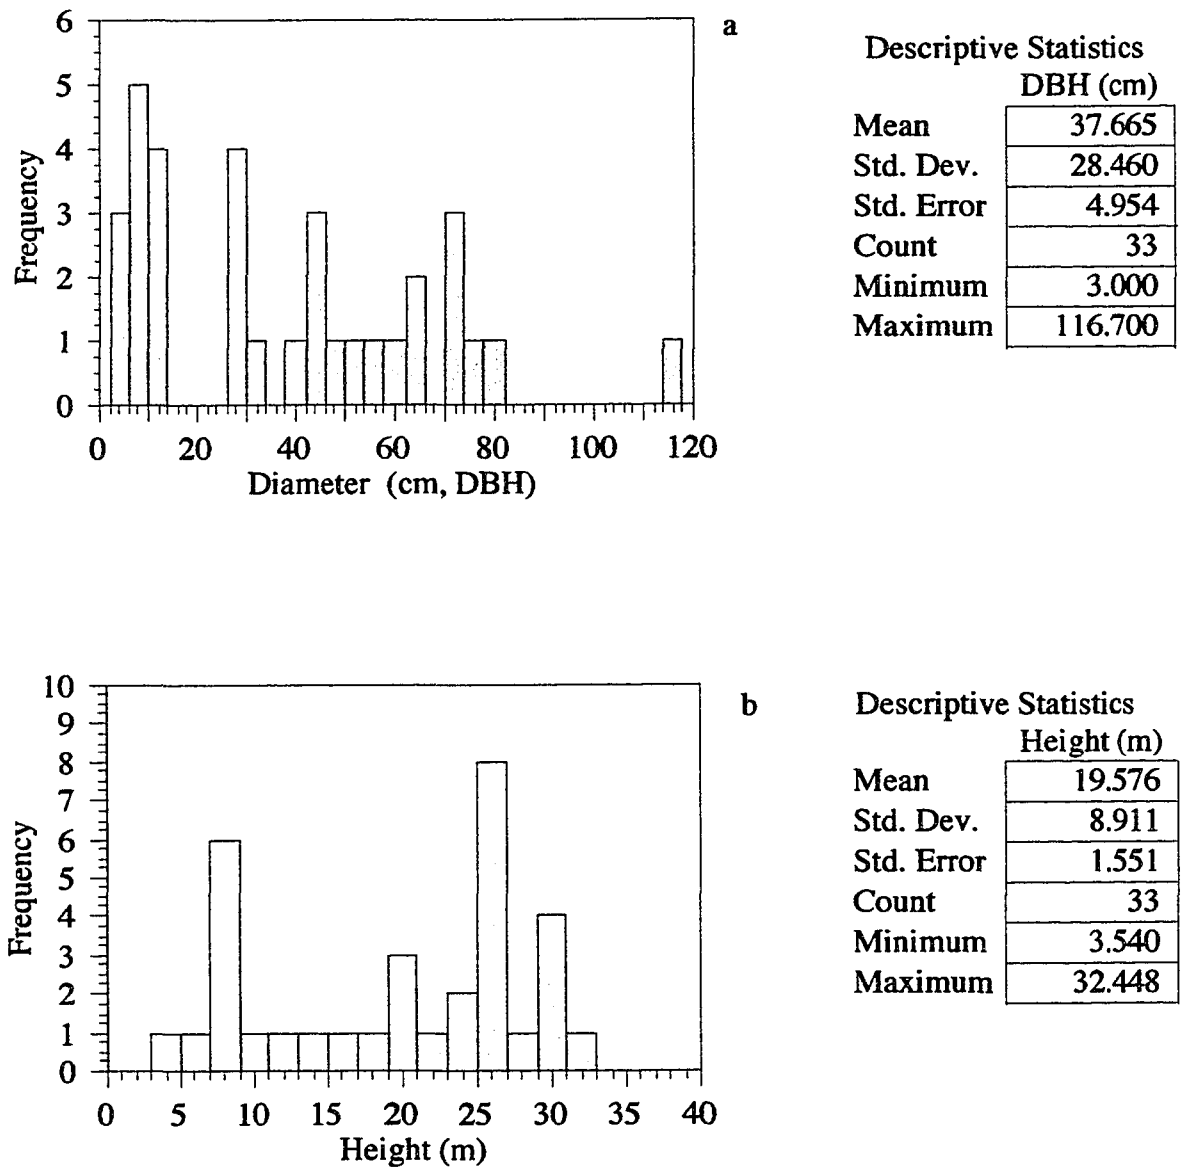 a
6
5
4
3
2
1
0
Frequency
0 20 40 60 80 100 120
Diameter (cm, DBH)
Descriptive Statistics
DBH (cm)
Mean 37.665
Std. Dev. 28.460
Std. Error 4.954
Count 33
Minimum 3.000
Maximum 116.700
b
10
9
8
7
6
5
4
3
2
1
0
Frequency
0 5 10 15 20 25 30 35 40
Height (m)
Descriptive Statistics
Height (m)
Mean 19.576
Std. Dev. 8.911
Std. Error 1.551
Count 33
Minimum 3.540
Maximum 32.448